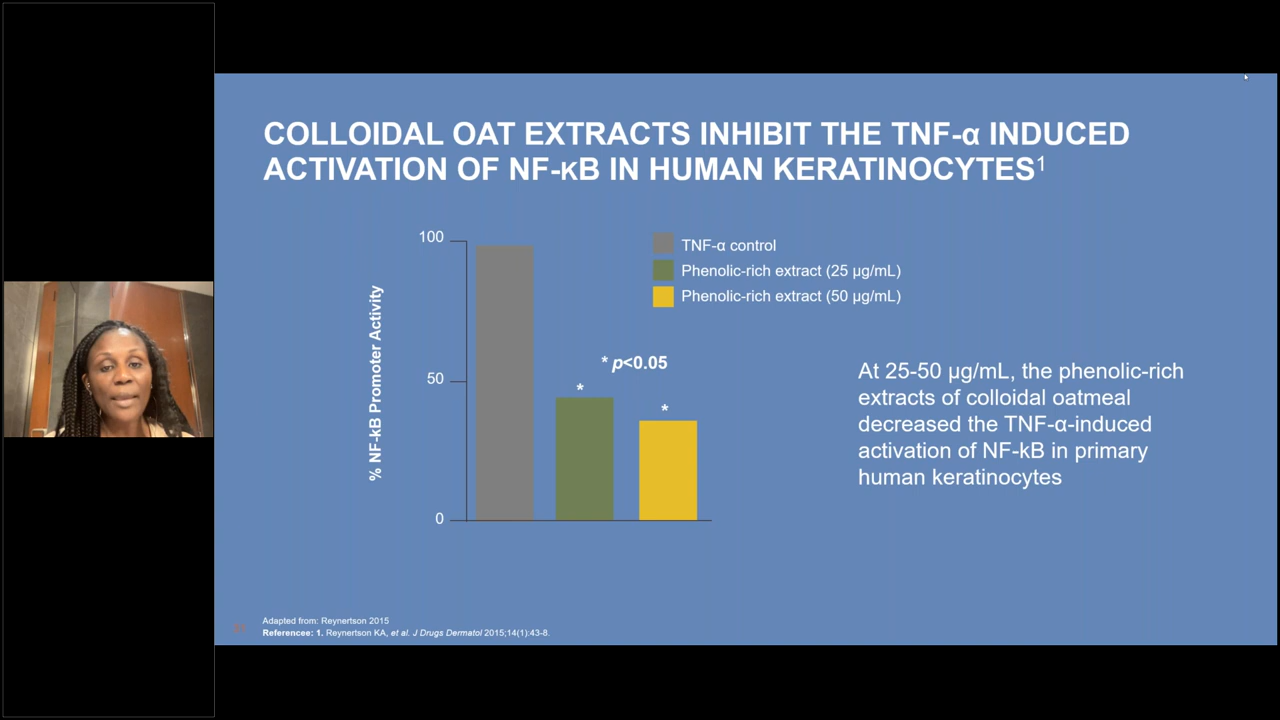 COLLOIDAL OAT EXTRACTS INHIBIT THE TNF-α INDUCED
ACTIVATION OF NF-κB IN HUMAN KERATINOCYTES¹
100
50
0
% NF-kB Promoter Activity
TNF-α control
Phenolic-rich extract (25 µg/mL)
Phenolic-rich extract (50 µg/mL)
* p<0.05
*
*
At 25-50 µg/mL, the phenolic-rich
extracts of colloidal oatmeal
decreased the TNF-α-induced
activation of NF-kB in primary
human keratinocytes
Adapted from: Reynertson 2015
Referencee: 1. Reynertson KA, et al. J Drugs Dermatol 2015;14(1):43-8.